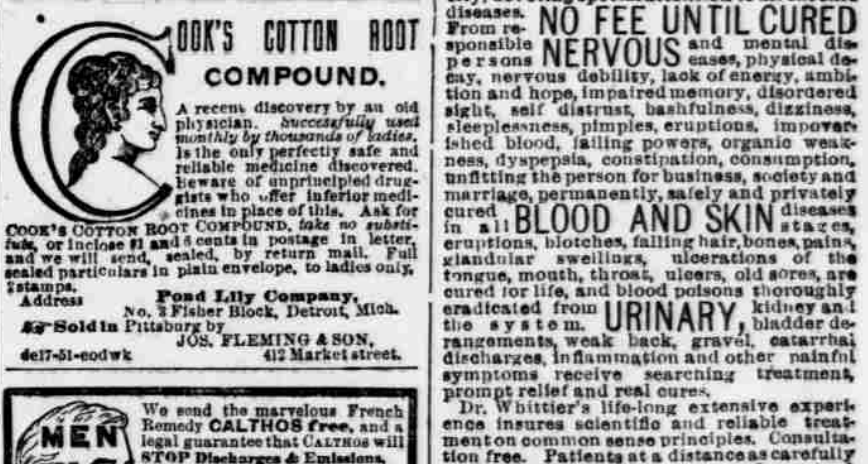 COOK'S COTTON ROOT
COMPOUND.
A recent discovery by an old
physician. Successfully used
monthly by thousands of ladies.
Is the only perfectly safe and
reliable medicine discovered.
Beware of unprincipled drug-
gists who offer inferior medi-
cines in place of this. Ask for
COOK'S COTTON ROOT COMPOUND, take no substi-
tute, or inclose $1 and 6 cents in postage in letter,
and we will send, sealed, by return mail. Full
sealed particulars in plain envelope, to ladies only,
2 stamps.
Address Pond Lily Company,
No. 3 Fisher Block, Detroit, Mich.
Sold in Pittsburg by
JOS. FLEMING & SON,
412 Market street.
de17-51-eodwk
MEN
We send the marvelous French
Remedy CALTHOS free, and a
legal guarantee that CALTHOS will
STOP Discharges & Emissions,
diseases. NO FEE UNTIL CURED
From re-
sponsible NERVOUS and mental dis-
persons eases, physical de-
cay, nervous debility, lack of energy, ambi-
tion and hope, impaired memory, disordered
sight, self distrust, bashfulness, dizziness,
sleeplessness, pimples, eruptions, impover-
ished blood, failing powers, organic weak-
ness, dyspepsia, constipation, consumption,
unfitting the person for business, society and
marriage, permanently, safely and privately
cured BLOOD AND SKIN diseases
in all stages,
eruptions, blotches, falling hair, bones, pains,
glandular swellings, ulcerations of the
tongue, mouth, throat, ulcers, old sores, are
cured for life, and blood poisons thoroughly
eradicated from URINARY, kidney and
the system. bladder de-
rangements, weak back, gravel, catarrhal
discharges, inflammation and other painful
symptoms receive searching treatment,
prompt relief and real cures.
Dr. Whittier's life-long extensive experi-
ence insures scientific and reliable treat-
ment on common sense principles. Consulta-
tion free. Patients at a distance as carefully